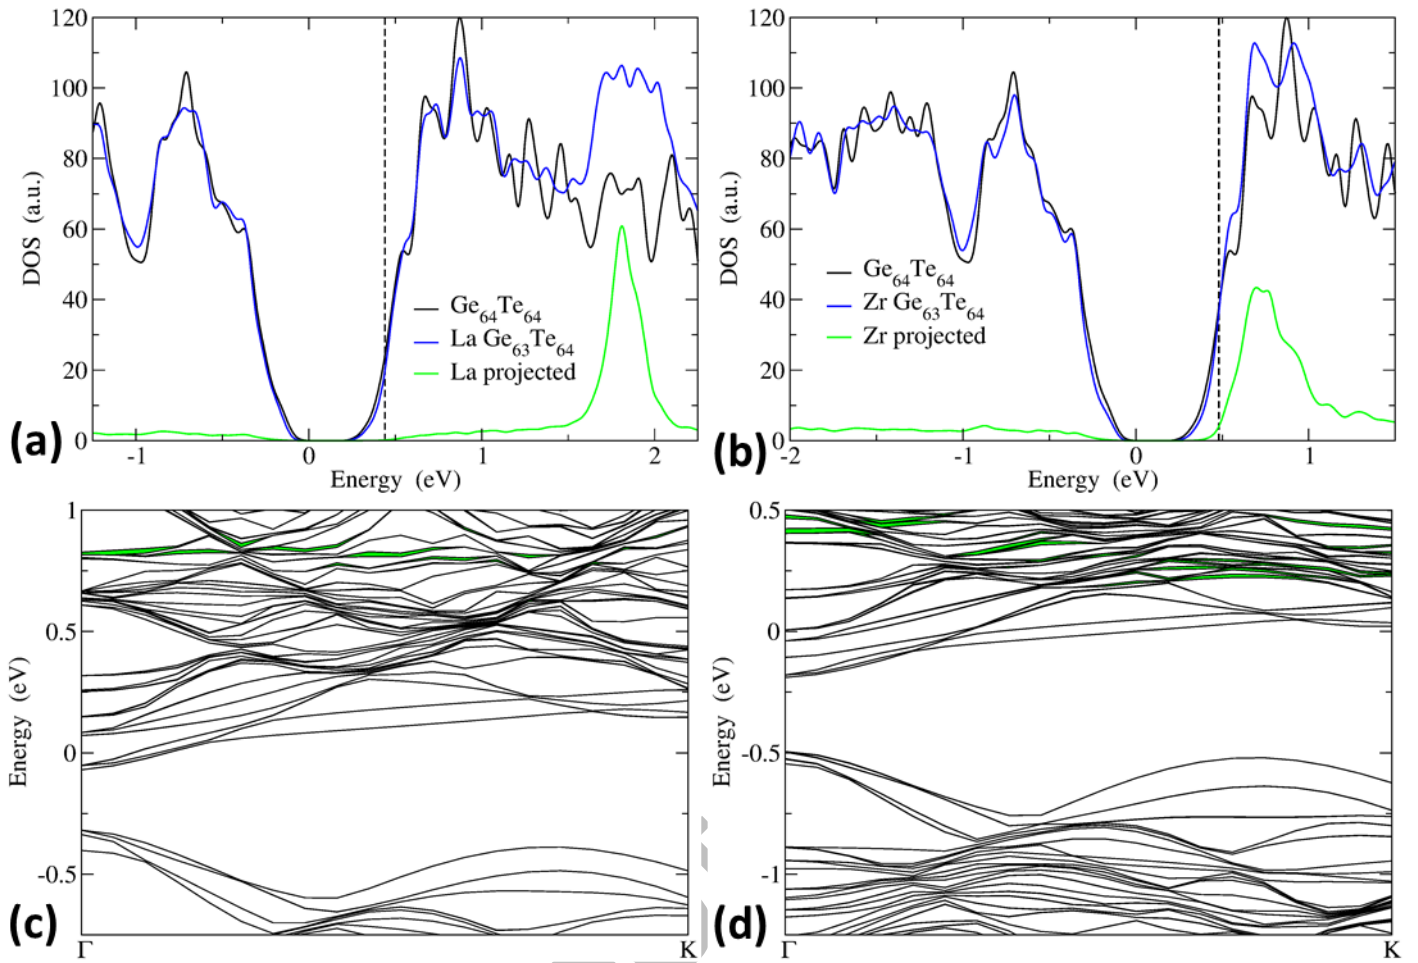 120
100
80
60
40
20
0
DOS (a.u.)
Ge64Te64
La Ge63Te64
La projected
-1
0
1
2
Energy (eV)
(a)
120
100
80
60
40
20
0
DOS (a.u.)
Ge64Te64
Zr Ge63Te64
Zr projected
-2
-1
0
1
Energy (eV)
(b)
1
0.5
0
-0.5
Energy (eV)
Γ
K
(c)
0.5
0
-0.5
-1
Energy (eV)
Γ
K
(d)